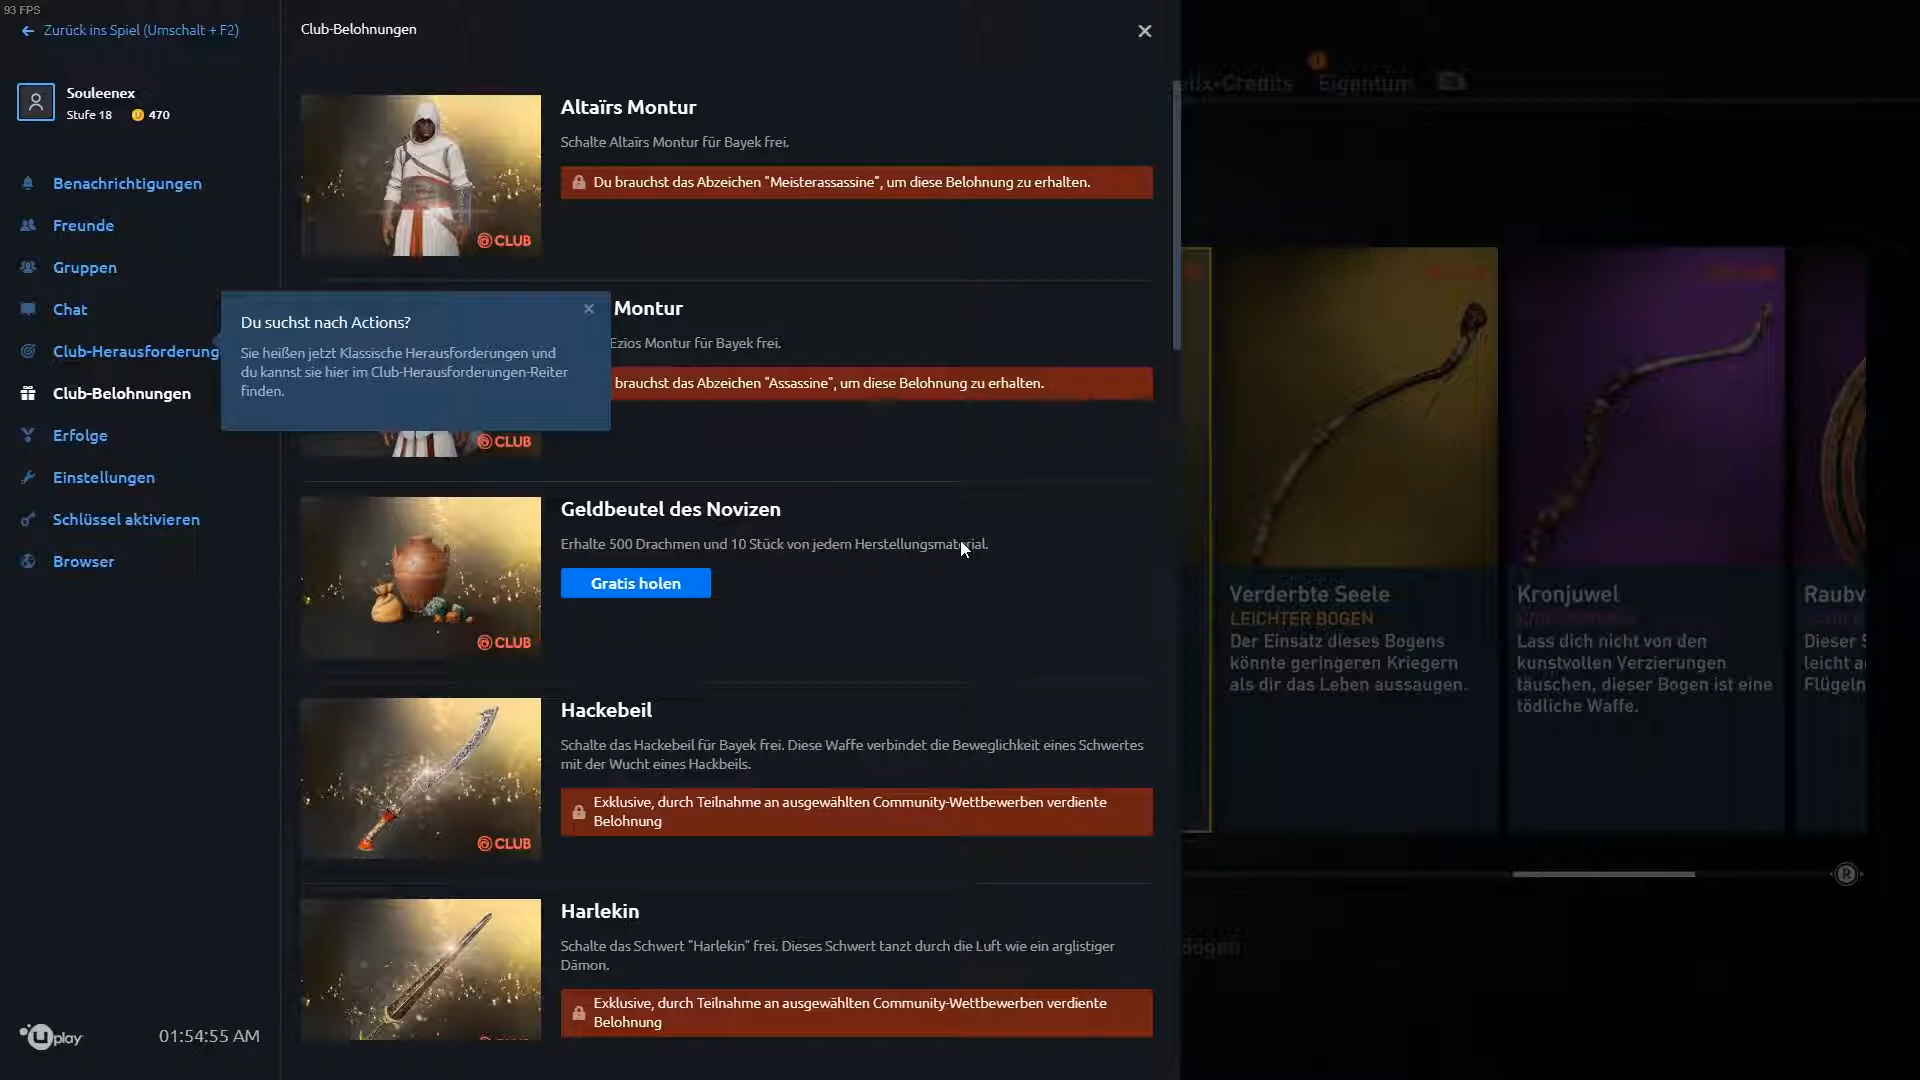 93 FPS
Zurück ins Spiel (Umschalt + F2)
Souleenex
Stufe 18 470
Benachrichtigungen
Freunde
Gruppen
Chat
Club-Herausforderung
Club-Belohnungen
Erfolge
Einstellungen
Schlüssel aktivieren
Browser
uplay
01:54:55 AM
Du suchst nach Actions?
Sie heißen jetzt Klassische Herausforderungen und
du kannst sie hier im Club-Herausforderungen-Reiter
finden.
Club-Belohnungen
Altaïrs Montur
Schalte Altaïrs Montur für Bayek frei.
Du brauchst das Abzeichen "Meisterassassine", um diese Belohnung zu erhalten.
CLUB
Montur
Ezios Montur für Bayek frei.
brauchst das Abzeichen "Assassine", um diese Belohnung zu erhalten.
CLUB
Geldbeutel des Novizen
Erhalte 500 Drachmen und 10 Stück von jedem Herstellungsmaterial.
Gratis holen
CLUB
Hackebeil
Schalte das Hackebeil für Bayek frei. Diese Waffe verbindet die Beweglichkeit eines Schwertes
mit der Wucht eines Hackbeils.
Exklusive, durch Teilnahme an ausgewählten Community-Wettbewerben verdiente
Belohnung
CLUB
Harlekin
Schalte das Schwert "Harlekin" frei. Dieses Schwert tanzt durch die Luft wie ein arglistiger
Dämon.
Exklusive, durch Teilnahme an ausgewählten Community-Wettbewerben verdiente
Belohnung
lix-Credits Eigentum
Verderbte Seele
LEICHTER BOGEN
Der Einsatz dieses Bogens
könnte geringeren Kriegern
als dir das Leben aussaugen.
Kronjuwel
Lass dich nicht von den
kunstvollen Verzierungen
täuschen, dieser Bogen ist eine
tödliche Waffe.
Raubv
Dieser
leicht a
Flügeln
R
Bogen